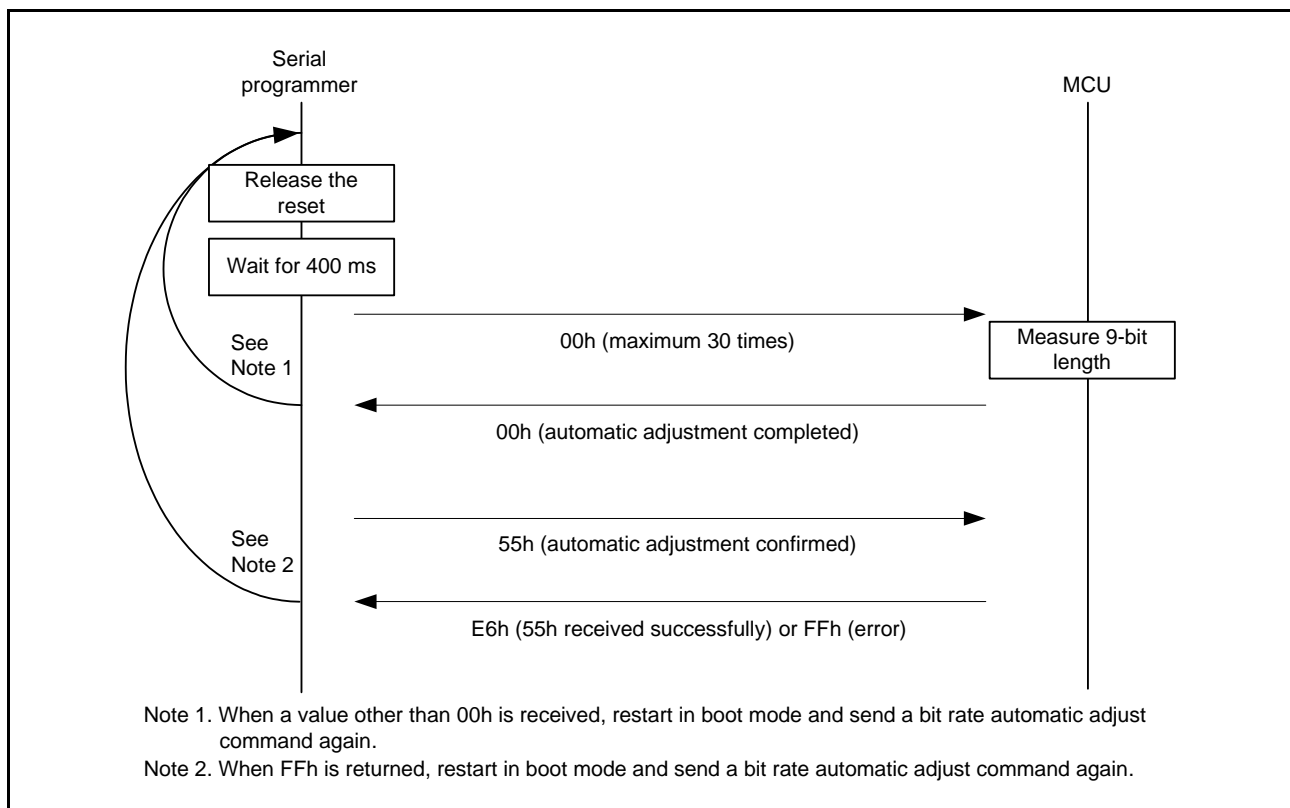 Serial
programmer
MCU
Release the
reset
Wait for 400 ms
See
Note 1
00h (maximum 30 times)
Measure 9-bit
length
00h (automatic adjustment completed)
See
Note 2
55h (automatic adjustment confirmed)
E6h (55h received successfully) or FFh (error)
Note 1. When a value other than 00h is received, restart in boot mode and send a bit rate automatic adjust
command again.
Note 2. When FFh is returned, restart in boot mode and send a bit rate automatic adjust command again.